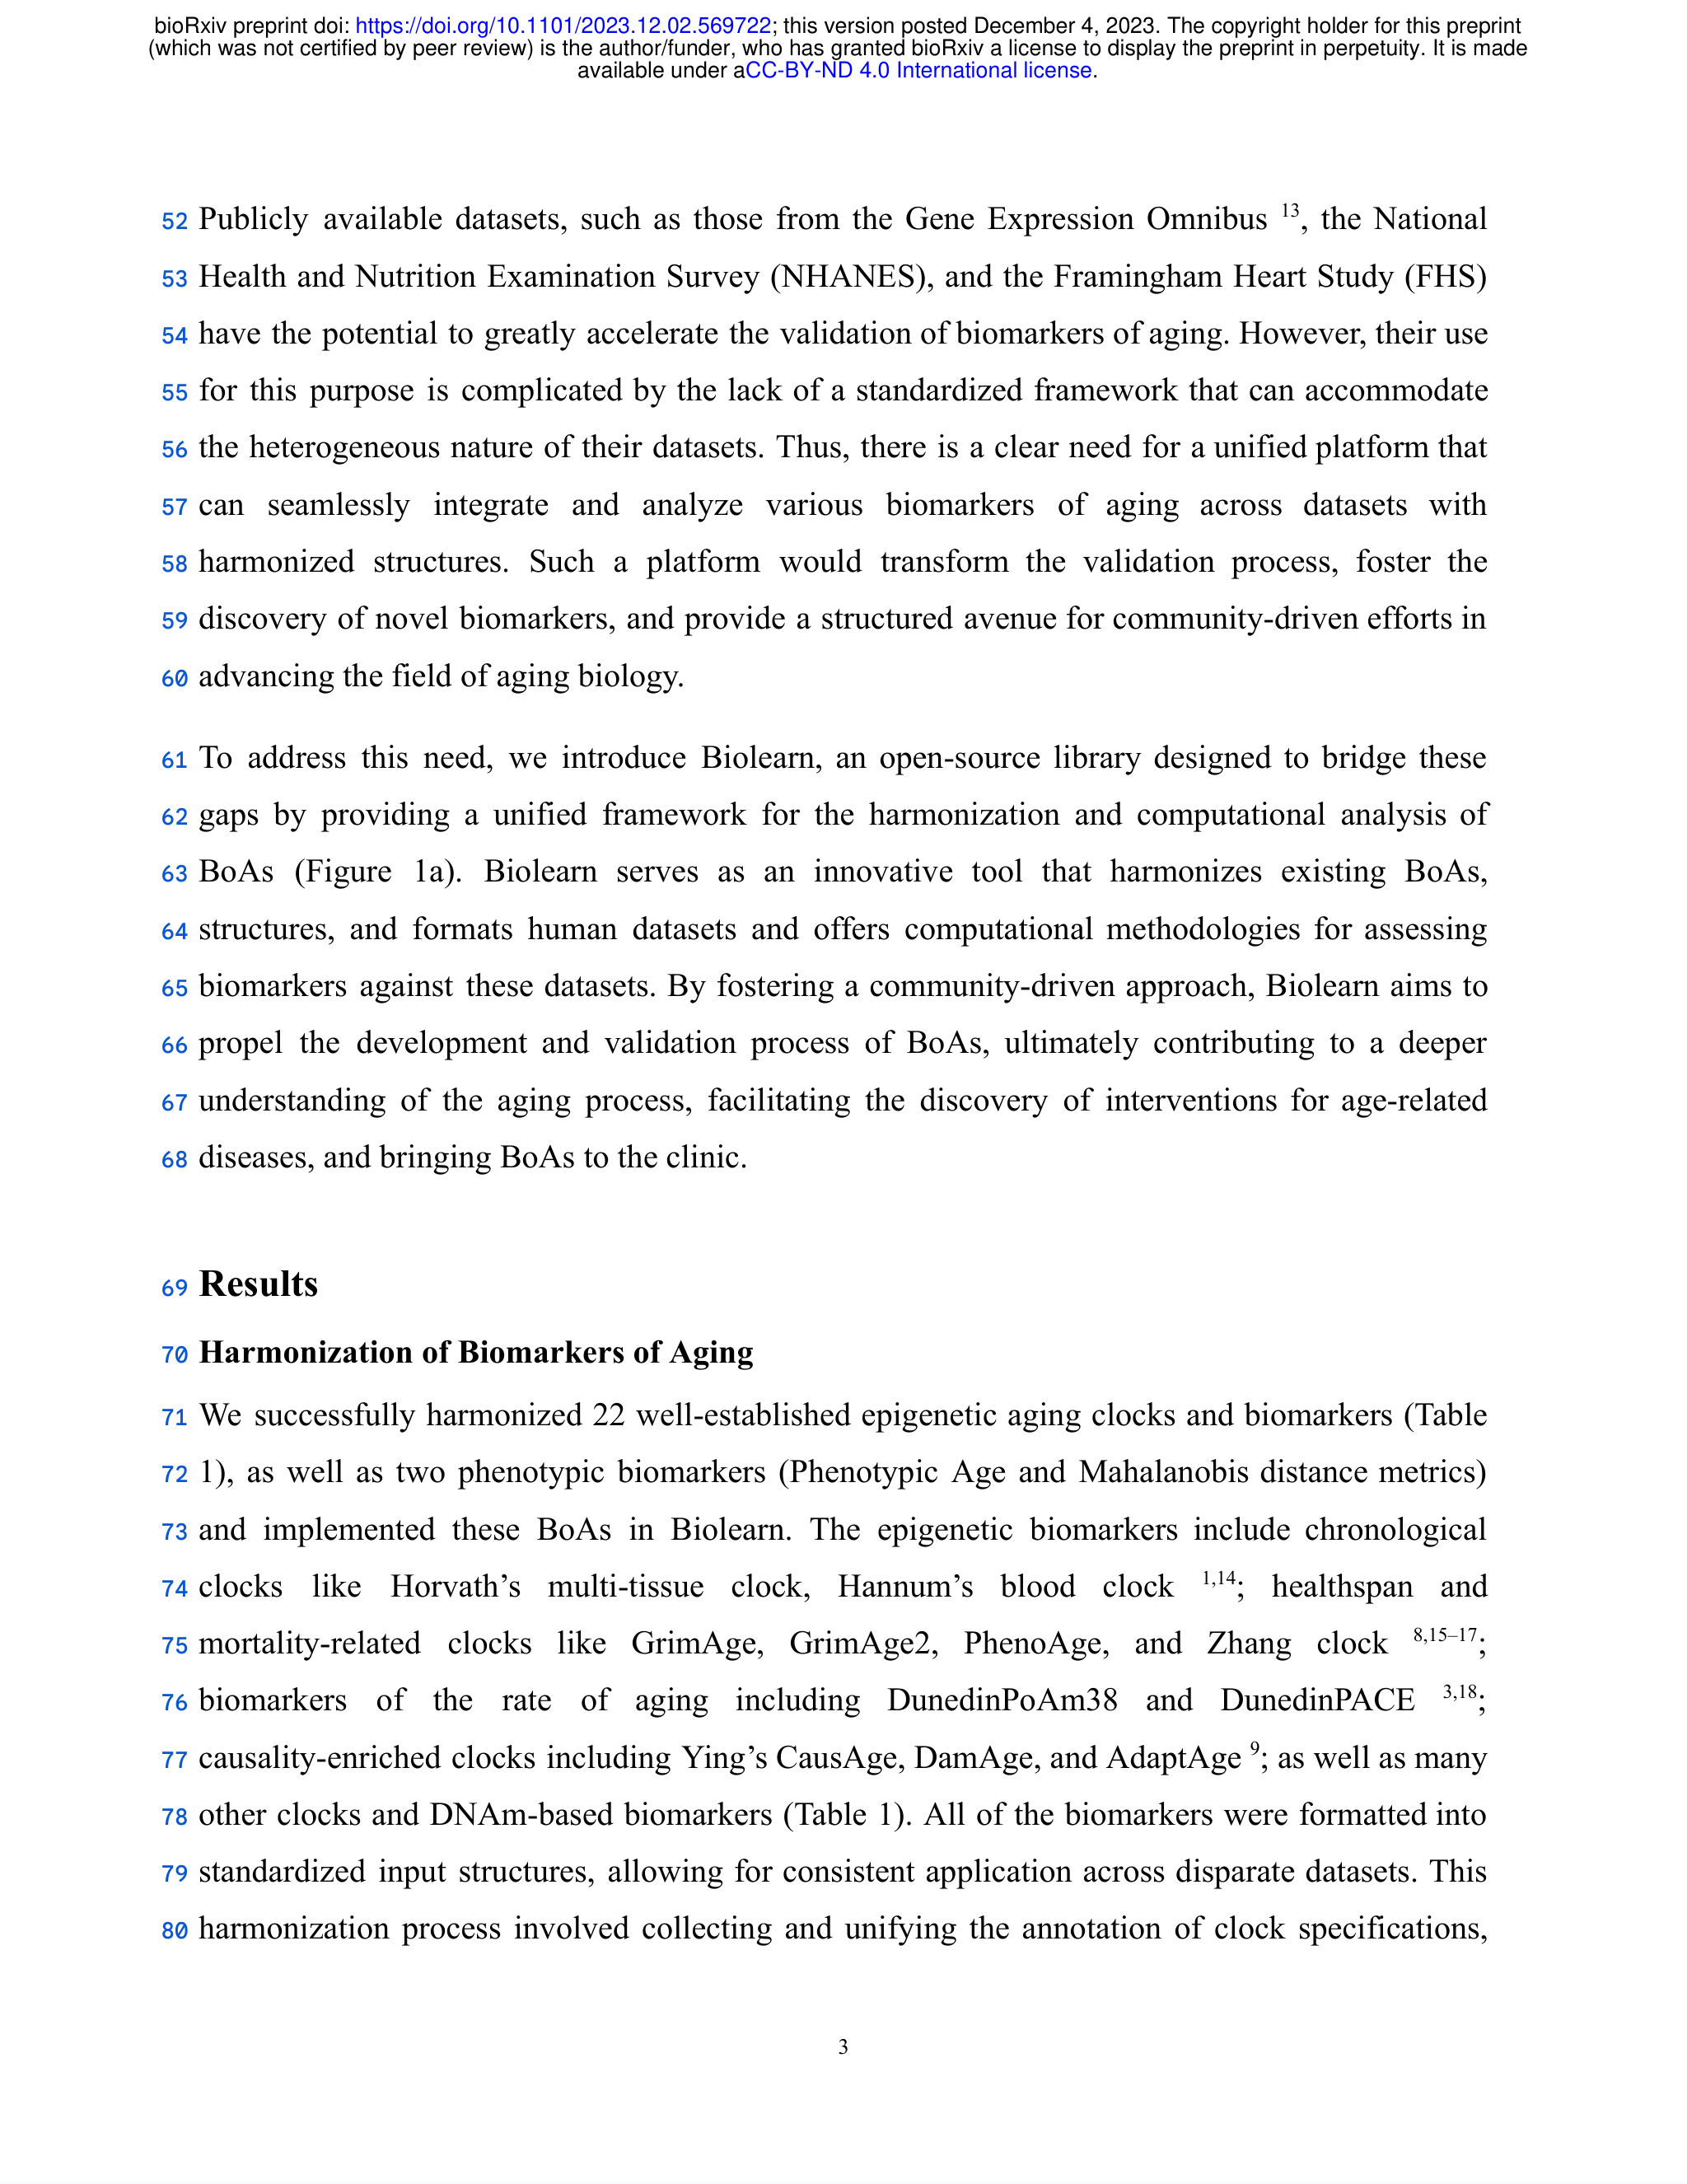 bioRxiv preprint doi: https://doi.org/10.1101/2023.12.02.569722; this version posted December 4, 2023. The copyright holder for this preprint
(which was not certified by peer review) is the author/funder, who has granted bioRxiv a license to display the preprint in perpetuity. It is made
available under aCC-BY-ND 4.0 International license.
52 Publicly available datasets, such as those from the Gene Expression Omnibus 13, the National
53 Health and Nutrition Examination Survey (NHANES), and the Framingham Heart Study (FHS)
54 have the potential to greatly accelerate the validation of biomarkers of aging. However, their use
55 for this purpose is complicated by the lack of a standardized framework that can accommodate
56 the heterogeneous nature of their datasets. Thus, there is a clear need for a unified platform that
57 can seamlessly integrate and analyze various biomarkers of aging across datasets with
58 harmonized structures. Such a platform would transform the validation process, foster the
59 discovery of novel biomarkers, and provide a structured avenue for community-driven efforts in
60 advancing the field of aging biology.
61 To address this need, we introduce Biolearn, an open-source library designed to bridge these
62 gaps by providing a unified framework for the harmonization and computational analysis of
63 BoAs (Figure 1a). Biolearn serves as an innovative tool that harmonizes existing BoAs,
64 structures, and formats human datasets and offers computational methodologies for assessing
65 biomarkers against these datasets. By fostering a community-driven approach, Biolearn aims to
66 propel the development and validation process of BoAs, ultimately contributing to a deeper
67 understanding of the aging process, facilitating the discovery of interventions for age-related
68 diseases, and bringing BoAs to the clinic.
69 Results
70 Harmonization of Biomarkers of Aging
71 We successfully harmonized 22 well-established epigenetic aging clocks and biomarkers (Table
72 1), as well as two phenotypic biomarkers (Phenotypic Age and Mahalanobis distance metrics)
73 and implemented these BoAs in Biolearn. The epigenetic biomarkers include chronological
74 clocks like Horvath’s multi-tissue clock, Hannum’s blood clock 1,14; healthspan and
75 mortality-related clocks like GrimAge, GrimAge2, PhenoAge, and Zhang clock 8,15–17;
76 biomarkers of the rate of aging including DunedinPoAm38 and DunedinPACE 3,18;
77 causality-enriched clocks including Ying’s CausAge, DamAge, and AdaptAge 9; as well as many
78 other clocks and DNAm-based biomarkers (Table 1). All of the biomarkers were formatted into
79 standardized input structures, allowing for consistent application across disparate datasets. This
80 harmonization process involved collecting and unifying the annotation of clock specifications,
3